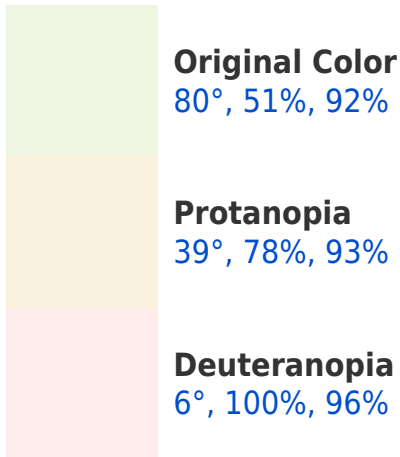 Original Color
80°, 51%, 92%
Protanopia
39°, 78%, 93%
Deuteranopia
6°, 100%, 96%